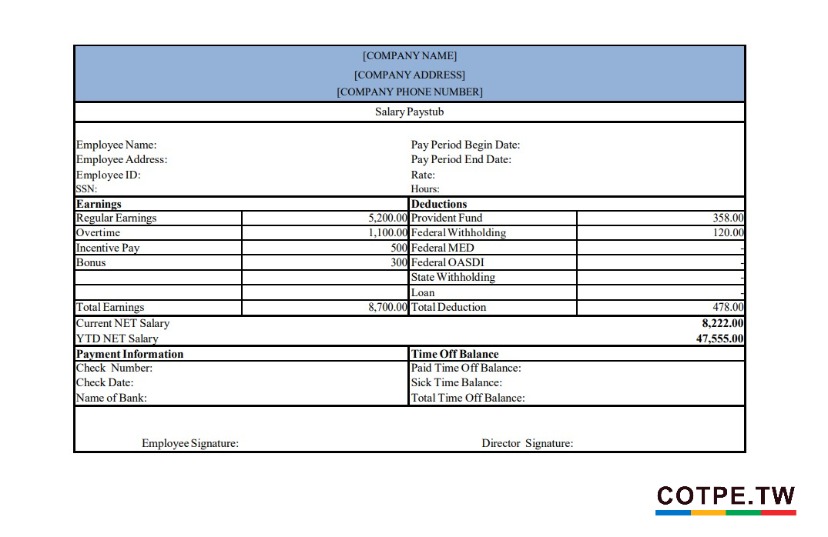 [COMPANY NAME]
[COMPANY ADDRESS]
[COMPANY PHONE NUMBER]
Salary Paystub
Employee Name: Pay Period Begin Date:
Employee Address: Pay Period End Date:
Employee ID: Rate:
SSN: Hours:
Earnings Deductions
Regular Earnings 5,200.00 Provident Fund 358.00
Overtime 1,100.00 Federal Withholding 120.00
Incentive Pay 500 Federal MED -
Bonus 300 Federal OASDI -
State Withholding -
Loan -
Total Earnings 8,700.00 Total Deduction 478.00
Current NET Salary 8,222.00
YTD NET Salary 47,555.00
Payment Information Time Off Balance
Check Number: Paid Time Off Balance:
Check Date: Sick Time Balance:
Name of Bank: Total Time Off Balance:
Employee Signature: Director Signature:
COTPE.TW